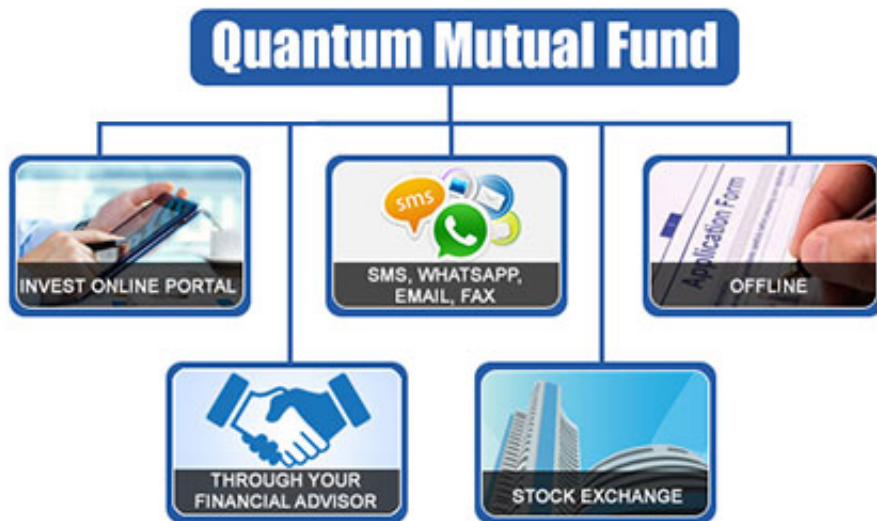 Quantum Mutual Fund
INVEST ONLINE PORTAL
sms
SMS, WHATSAPP,
EMAIL, FAX
Application Form
OFFLINE
THROUGH YOUR
FINANCIAL ADVISOR
STOCK EXCHANGE